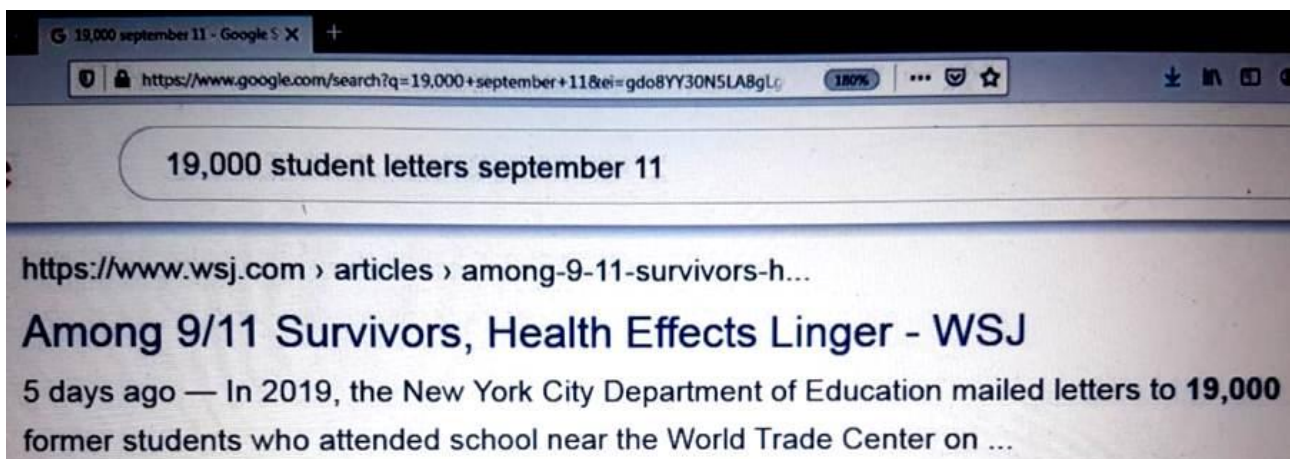 19,000 september 11 - Google S
https://www.google.com/search?q=19,000+september+11&ei=gdo8YY30N5LA8gLg
180%
19,000 student letters september 11
https://www.wsj.com › articles › among-9-11-survivors-h...
Among 9/11 Survivors, Health Effects Linger - WSJ
5 days ago — In 2019, the New York City Department of Education mailed letters to 19,000
former students who attended school near the World Trade Center on ...